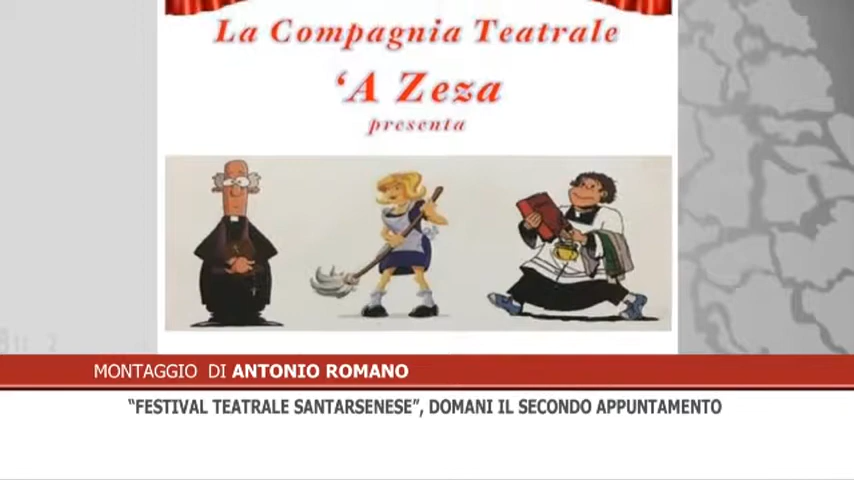 La Compagnia Teatrale
‘A Zeza
presenta
MONTAGGIO DI ANTONIO ROMANO
“FESTIVAL TEATRALE SANTARSENESE”, DOMANI IL SECONDO APPUNTAMENTO